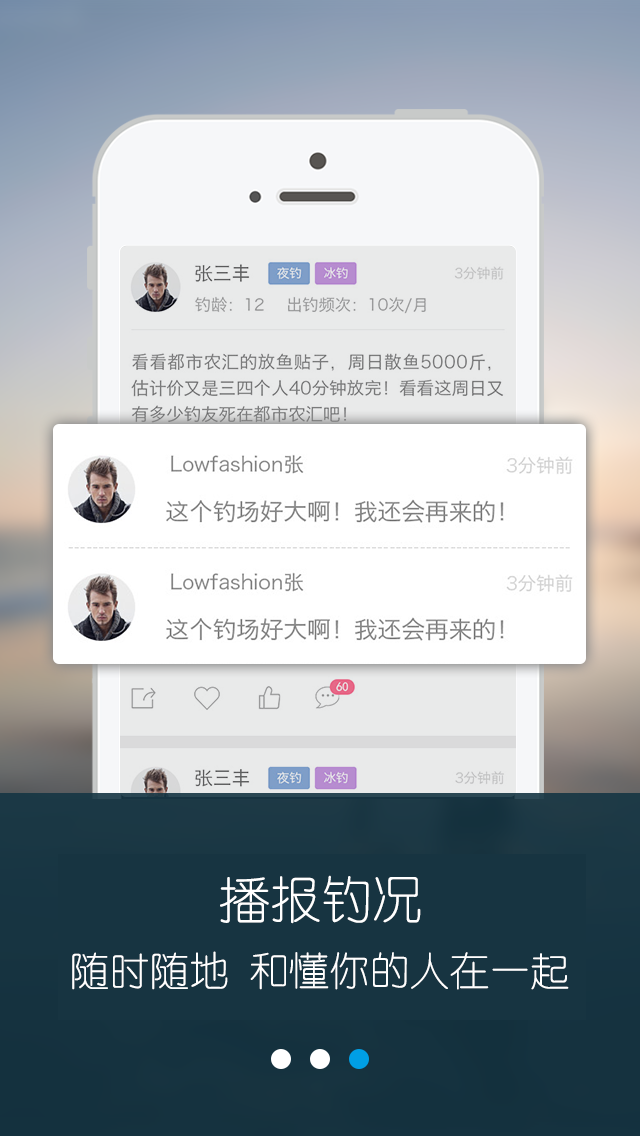 张三丰 夜钓 冰钓 3分钟前
钓龄：12 出钓频次：10次/月
看看都市农汇的放鱼贴子，周日散鱼5000斤，
估计价又是三四个人40分钟放完！看看这周日又
有多少钓友死在都市农汇吧！
Lowfashion张 3分钟前
这个钓场好大啊！我还会再来的！
Lowfashion张 3分钟前
这个钓场好大啊！我还会再来的！
60
张三丰 夜钓 冰钓 3分钟前
播报钓况
随时随地 和懂你的人在一起